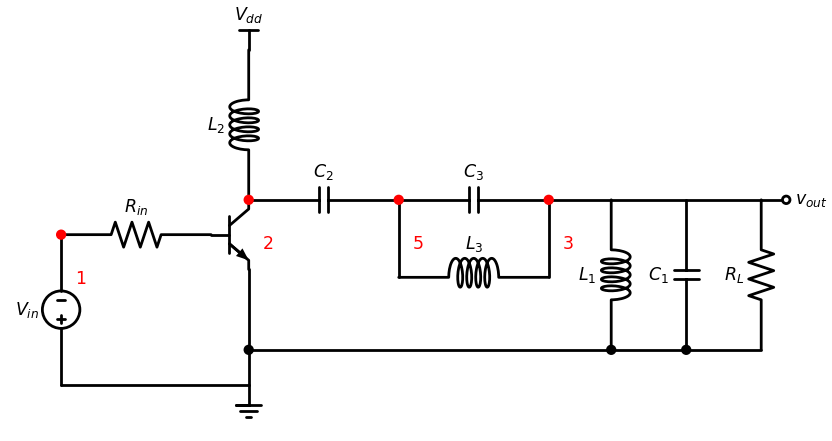 V_dd
L_2
C_2
C_3
v_out
R_in
2
5
L_3
3
1
L_1
C_1
R_L
V_in